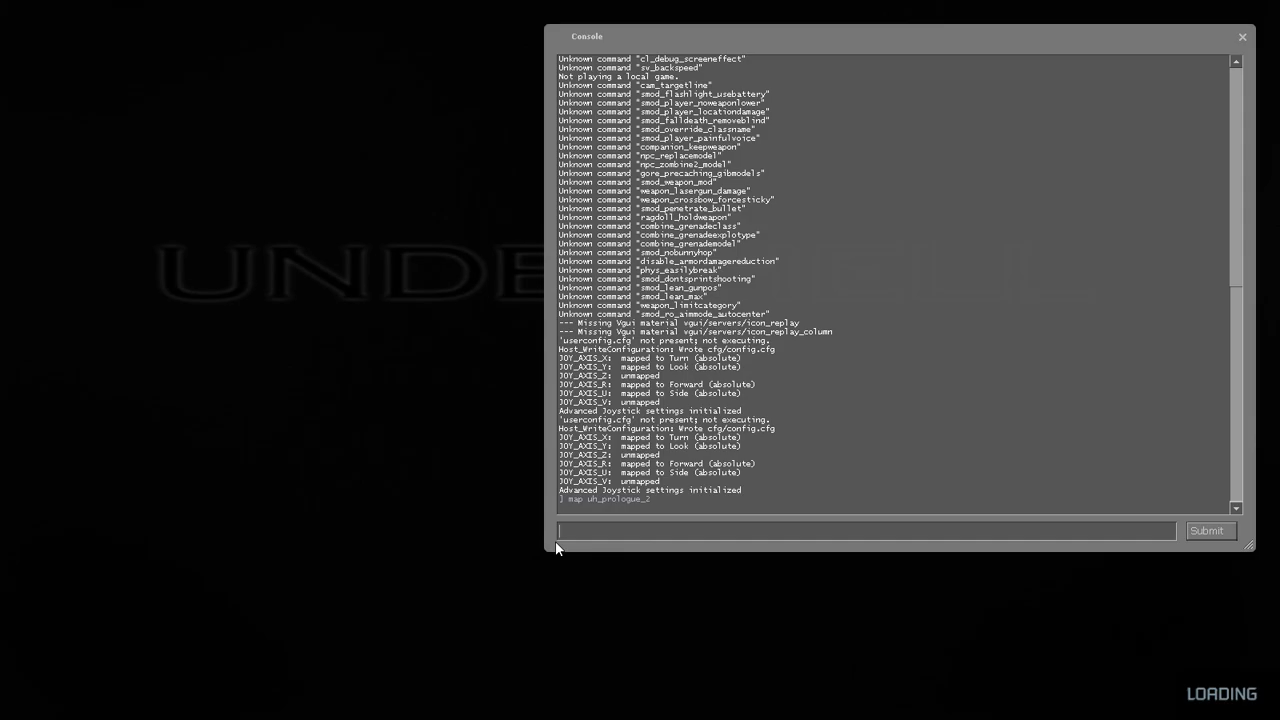 Console
Unknown command "cl_debug_screeneffect"
Unknown command "sv_backspeed"
Not playing a local game.
Unknown command "cam_targetline"
Unknown command "smod_flashlight_usebattery"
Unknown command "smod_player_noweaponlower"
Unknown command "smod_player_locationdamage"
Unknown command "smod_falldeath_removeblind"
Unknown command "smod_override_classname"
Unknown command "smod_player_painfulvoice"
Unknown command "companion_keepweapon"
Unknown command "npc_replacemodel"
Unknown command "npc_zombine2_model"
Unknown command "gore_precaching_gibmodels"
Unknown command "smod_weapon_mod"
Unknown command "weapon_lasergun_damage"
Unknown command "weapon_crossbow_forcesticky"
Unknown command "smod_penetrate_bullet"
Unknown command "ragdoll_holdweapon"
Unknown command "combine_grenadeclass"
Unknown command "combine_grenadeexplotype"
Unknown command "combine_grenademodel"
Unknown command "smod_nobunnyhop"
Unknown command "disable_armordamagereduction"
Unknown command "phys_easilybreak"
Unknown command "smod_dontsprintshooting"
Unknown command "smod_lean_gunpos"
Unknown command "smod_lean_max"
Unknown command "weapon_limitcategory"
Unknown command "smod_ro_aimmode_autocenter"
--- Missing Vgui material vgui/servers/icon_replay
--- Missing Vgui material vgui/servers/icon_replay_column
'userconfig.cfg' not present; not executing.
Host_WriteConfiguration: Wrote cfg/config.cfg
JOY_AXIS_X:  mapped to Turn (absolute)
JOY_AXIS_Y:  mapped to Look (absolute)
JOY_AXIS_Z:  unmapped
JOY_AXIS_R:  mapped to Forward (absolute)
JOY_AXIS_U:  mapped to Side (absolute)
JOY_AXIS_V:  unmapped
Advanced Joystick settings initialized
'userconfig.cfg' not present; not executing.
Host_WriteConfiguration: Wrote cfg/config.cfg
JOY_AXIS_X:  mapped to Turn (absolute)
JOY_AXIS_Y:  mapped to Look (absolute)
JOY_AXIS_Z:  unmapped
JOY_AXIS_R:  mapped to Forward (absolute)
JOY_AXIS_U:  mapped to Side (absolute)
JOY_AXIS_V:  unmapped
Advanced Joystick settings initialized
] map uh_prologue_2
Submit
LOADING